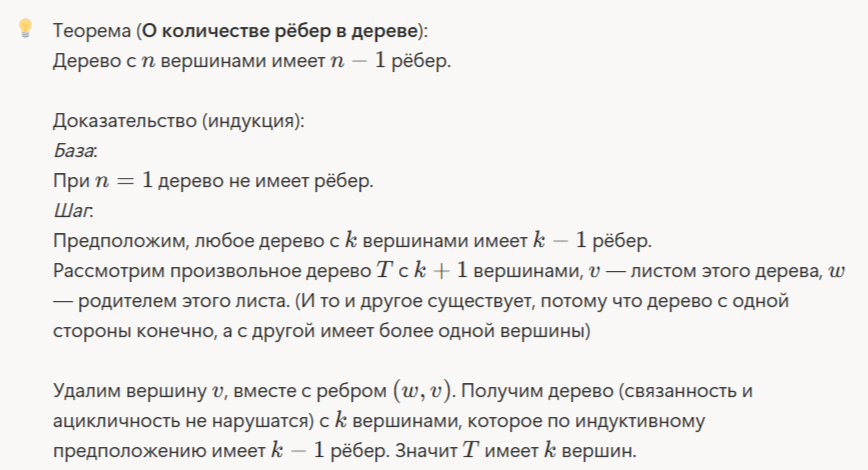 Теорема (О количестве рёбер в дереве):
Дерево с n вершинами имеет n − 1 рёбер.
Доказательство (индукция):
База:
При n = 1 дерево не имеет рёбер.
Шаг:
Предположим, любое дерево с k вершинами имеет k − 1 рёбер.
Рассмотрим произвольное дерево T с k + 1 вершинами, v — листом этого дерева, w
— родителем этого листа. (И то и другое существует, потому что дерево с одной
стороны конечно, а с другой имеет более одной вершины)
Удалим вершину v, вместе с ребром (w, v). Получим дерево (связанность и
ацикличность не нарушатся) с k вершинами, которое по индуктивному
предположению имеет k − 1 рёбер. Значит T имеет k вершин.